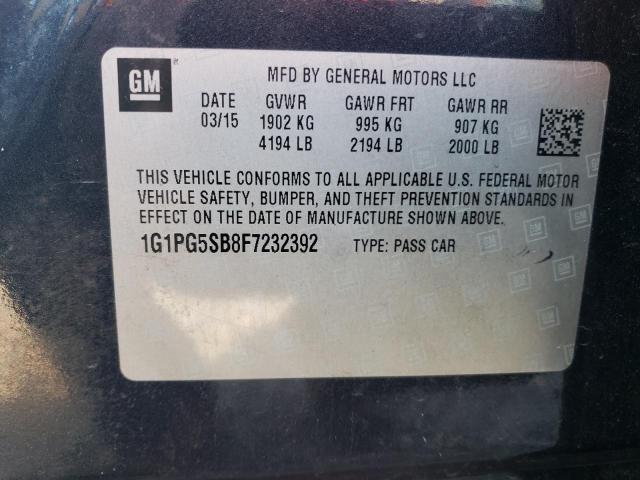 GM
MFD BY GENERAL MOTORS LLC
DATE GVWR GAWR FRT GAWR RR
03/15 1902 KG 995 KG 907 KG
4194 LB 2194 LB 2000 LB
THIS VEHICLE CONFORMS TO ALL APPLICABLE U.S. FEDERAL MOTOR
VEHICLE SAFETY, BUMPER, AND THEFT PREVENTION STANDARDS IN
EFFECT ON THE DATE OF MANUFACTURE SHOWN ABOVE.
1G1PG5SB8F7232392 TYPE: PASS CAR